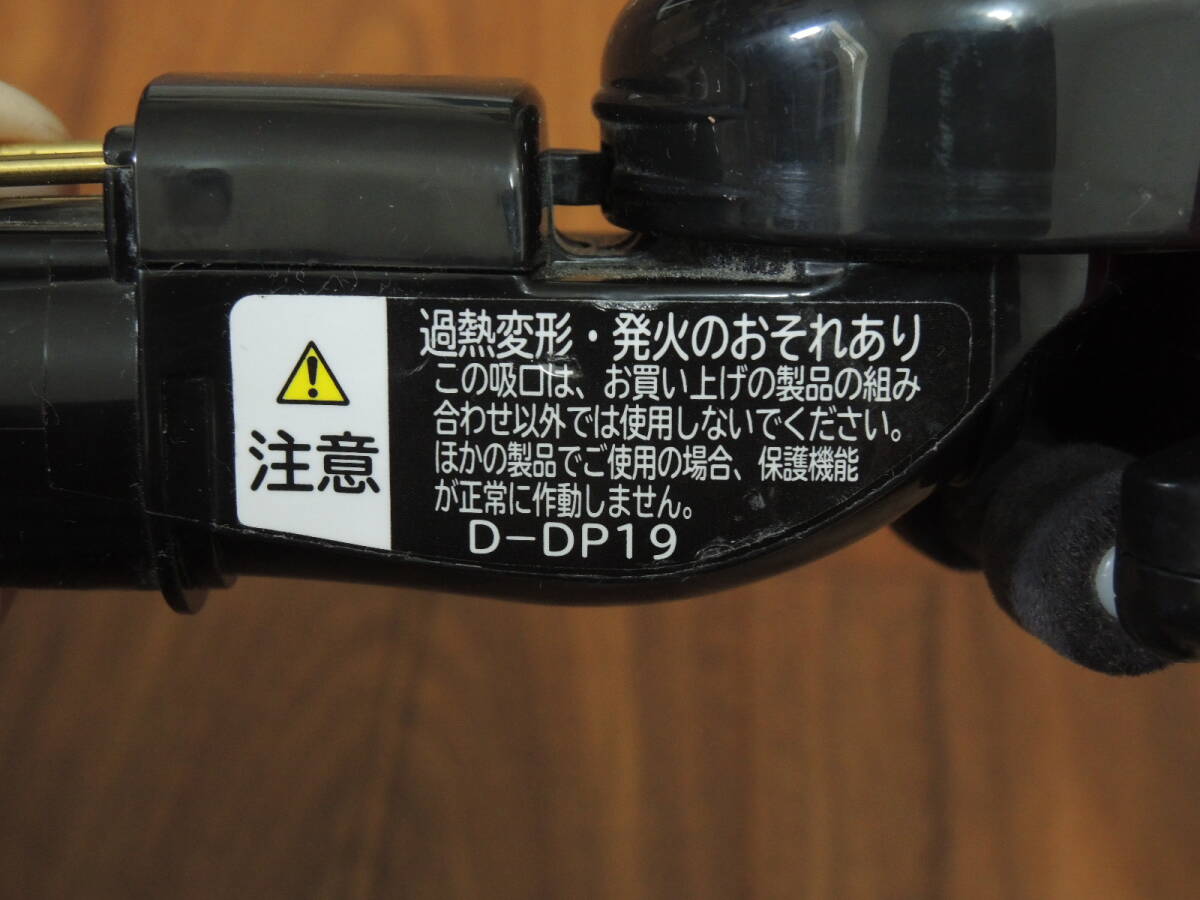 注意
過熱変形・発火のおそれあり
この吸口は、お買い上げの製品の組み
合わせ以外では使用しないでください。
ほかの製品でご使用の場合、保護機能
が正常に作動しません。
D-DP19